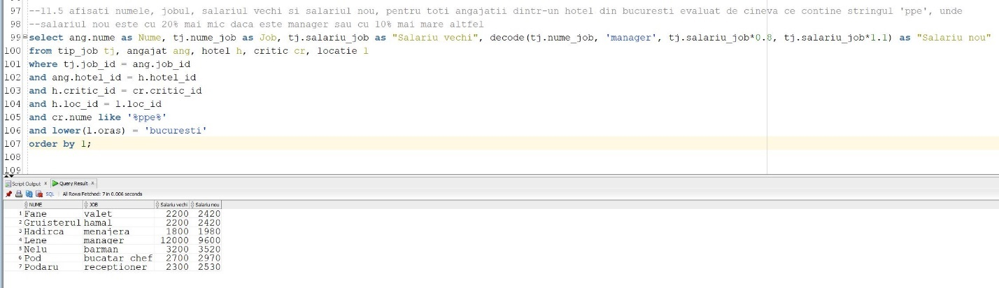 97 --11.5 afisati numele, jobul, salariul vechi si salariul nou, pentru toti angajatii dintr-un hotel din bucuresti evaluat de cineva ce contine stringul 'ppe', unde
98 --salariul nou este cu 20% mai mic daca este manager sau cu 10% mai mare altfel
99 select ang.nume as Nume, tj.nume_job as Job, tj.salariu_job as "Salariu vechi", decode(tj.nume_job, 'manager', tj.salariu_job*0.8, tj.salariu_job*1.1) as "Salariu nou"
100 from tip_job tj, angajat ang, hotel h, critic cr, locatie l
101 where tj.job_id = ang.job_id
102 and ang.hotel_id = h.hotel_id
103 and h.critic_id = cr.critic_id
104 and h.loc_id = l.loc_id
105 and cr.nume like '%ppe%'
106 and lower(l.oras) = 'bucuresti'
107 order by 1;
108
109
Script Output x Query Result x
SQL All Rows Fetched: 7 in 0.006 seconds
NUME JOB Salariu vechi Salariu nou
1 Fane valet 2200 2420
2 Gruisterul hamal 2200 2420
3 Hadirca menajera 1800 1980
4 Lene manager 12000 9600
5 Nelu barman 3200 3520
6 Pod bucatar chef 2700 2970
7 Podaru receptioner 2300 2530